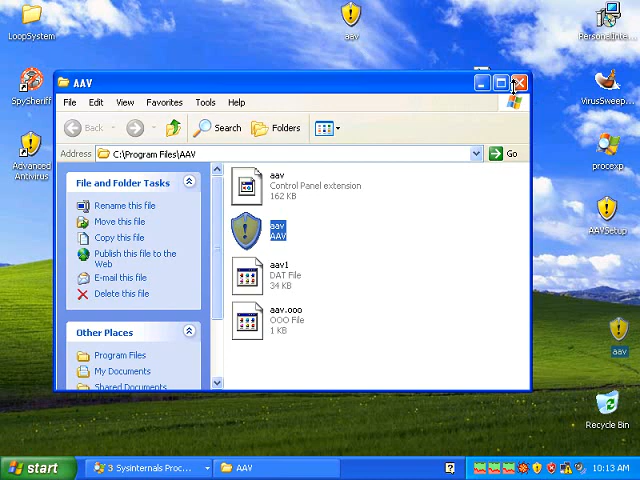 LoopSystem
aav
PersonalInte...
SpySheriff
VirusSweep...
Advanced
Antivirus
procexp
AAVSetup
aav
Recycle Bin
AAV
File Edit View Favorites Tools Help
Back Search Folders
Address C:\Program Files\AAV Go
File and Folder Tasks
Rename this file
Move this file
Copy this file
Publish this file to the
Web
E-mail this file
Delete this file
Other Places
Program Files
My Documents
Shared Documents
aav
Control Panel extension
162 KB
aav
AAV
aav1
DAT File
34 KB
aav.ooo
OOO File
1 KB
start 3 Sysinternals Proc... AAV 10:13 AM